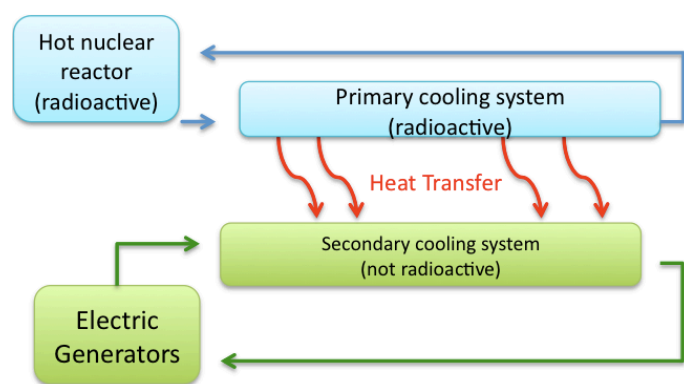 Hot nuclear
reactor
(radioactive)
Primary cooling system
(radioactive)
Heat Transfer
Secondary cooling system
(not radioactive)
Electric
Generators